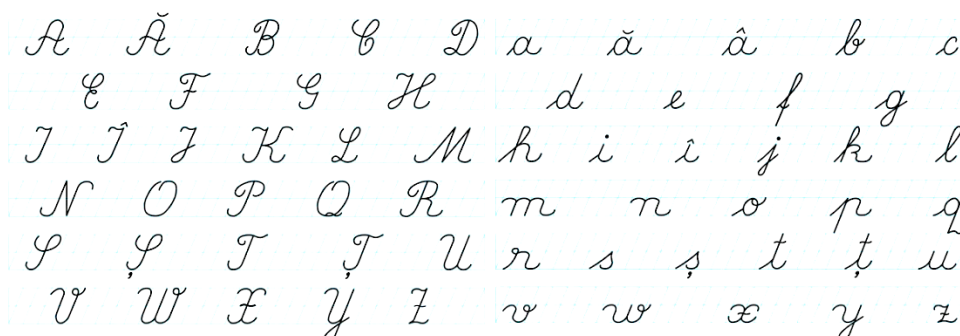 A Ă B C D a ă â b c
E F G H d e f g
I Î J K L M h i î j k l
N O P Q R m n o p q
S Ș T Ț U r s ș t ț u
V W X Y Z v w x y z